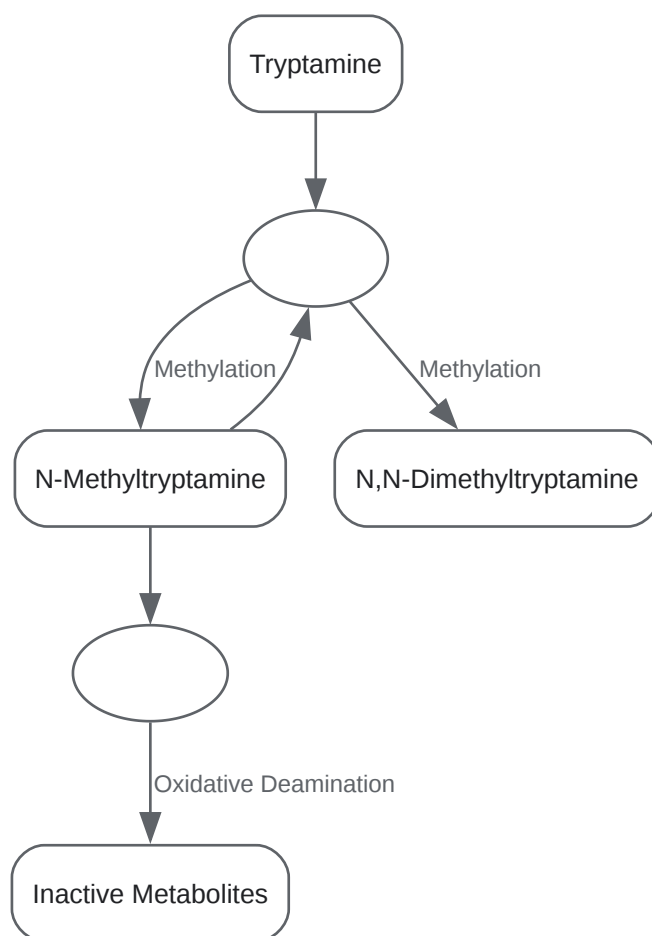 Tryptamine
Methylation
Methylation
N-Methyltryptamine
N,N-Dimethyltryptamine
Oxidative Deamination
Inactive Metabolites